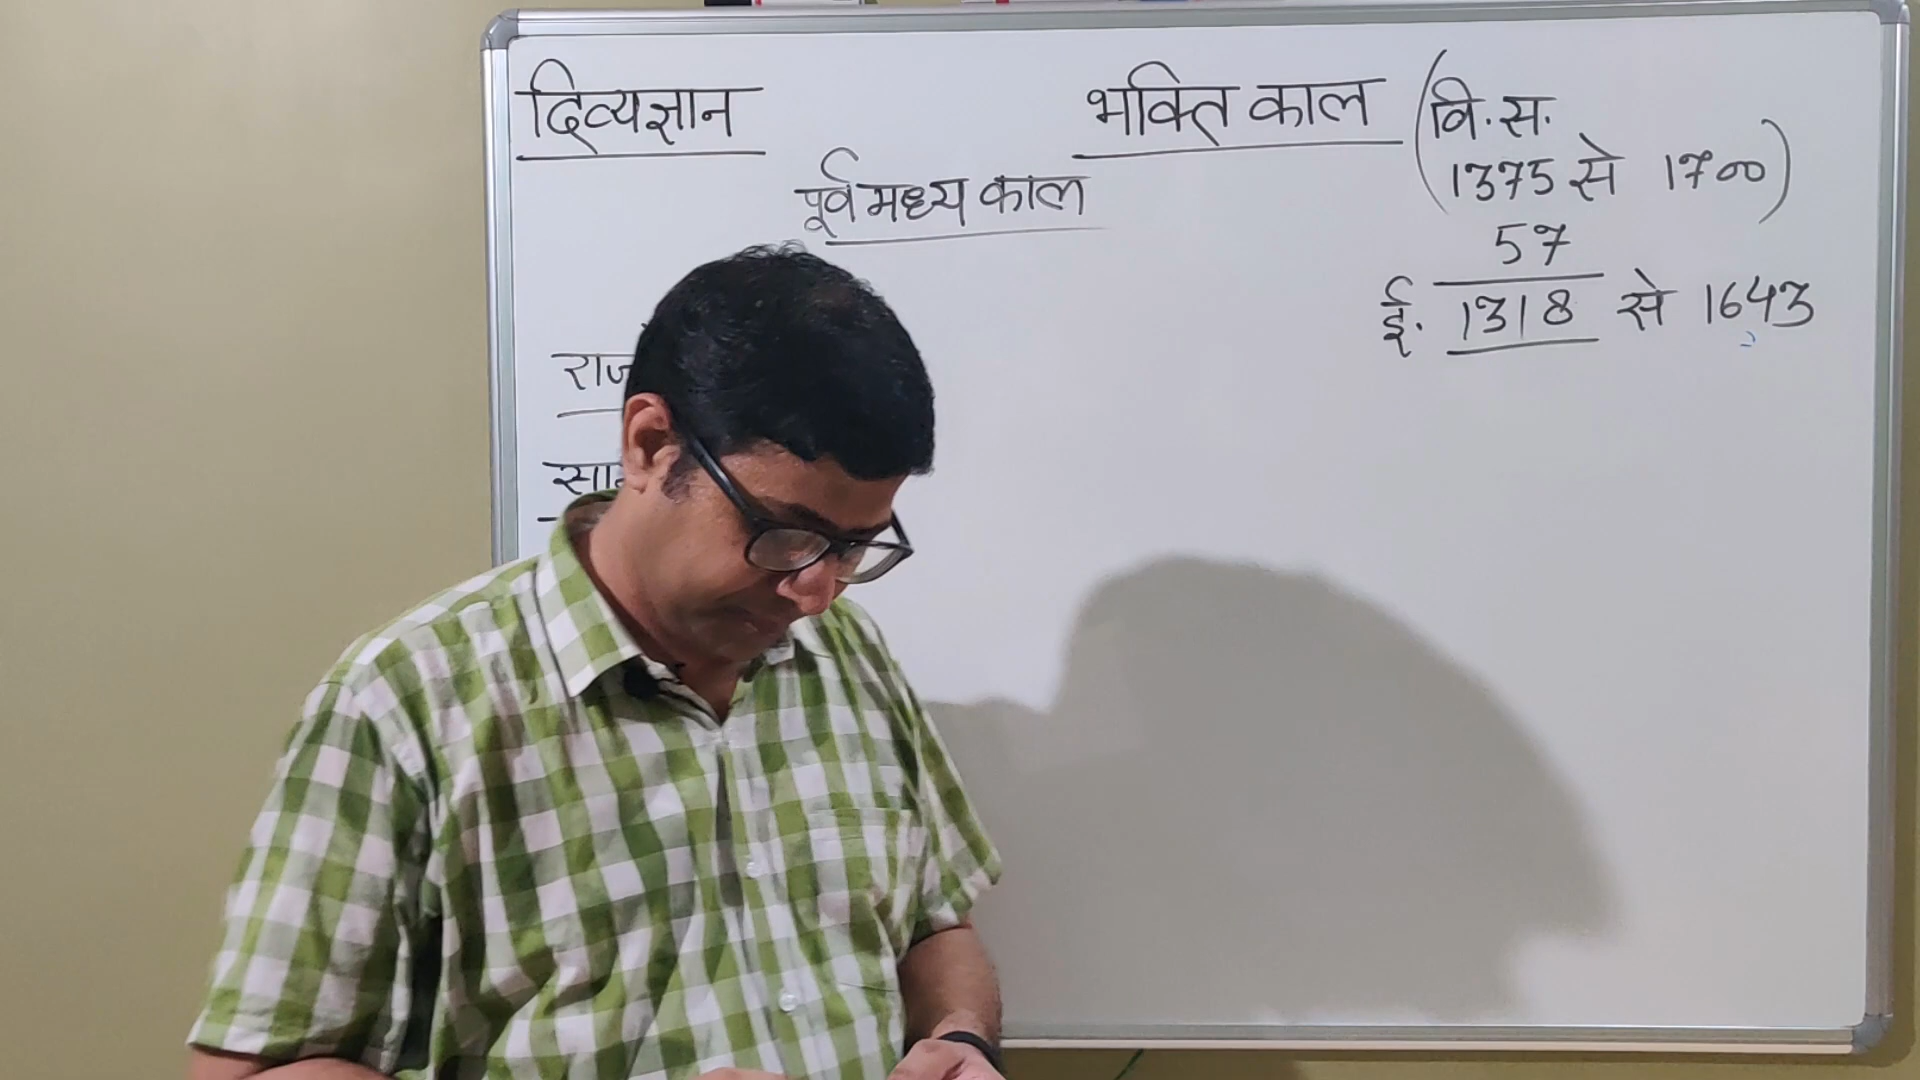 दिव्यज्ञान
भक्ति काल (वि.स.
1375 से 1700)
पूर्व मध्य काल
57
ई. 1318 से 1643